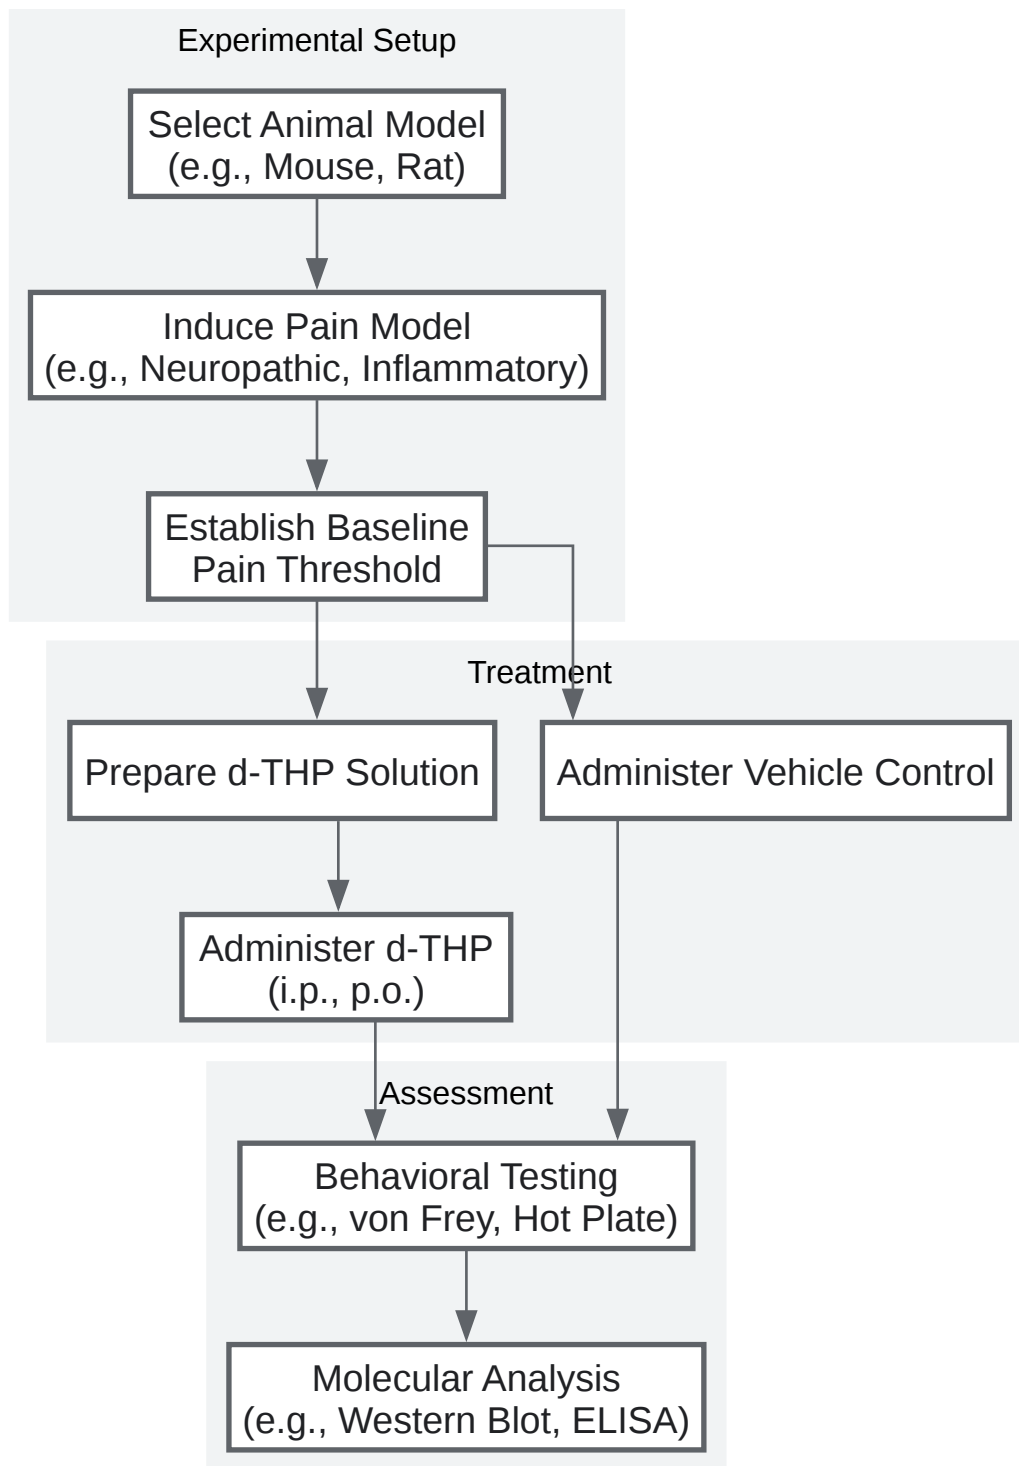 Experimental Setup
Select Animal Model
(e.g., Mouse, Rat)
Induce Pain Model
(e.g., Neuropathic, Inflammatory)
Establish Baseline
Pain Threshold
Treatment
Prepare d-THP Solution
Administer Vehicle Control
Administer d-THP
(i.p., p.o.)
Assessment
Behavioral Testing
(e.g., von Frey, Hot Plate)
Molecular Analysis
(e.g., Western Blot, ELISA)